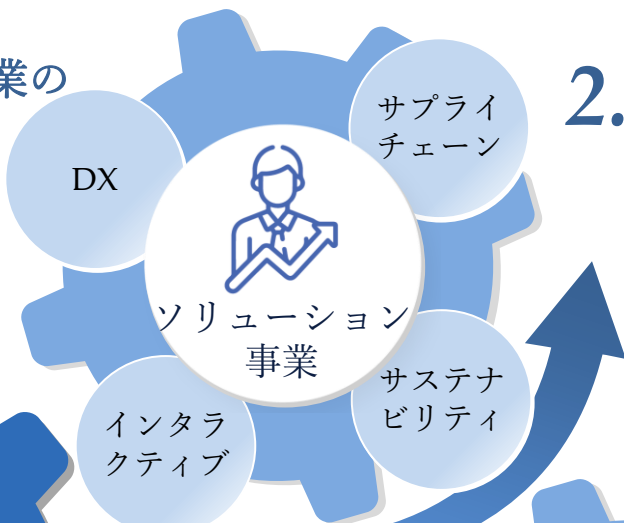 業の
2.
サプライ
チェーン
DX
ソリューション
事業
サステナ
ビリティ
インタラ
クティブ